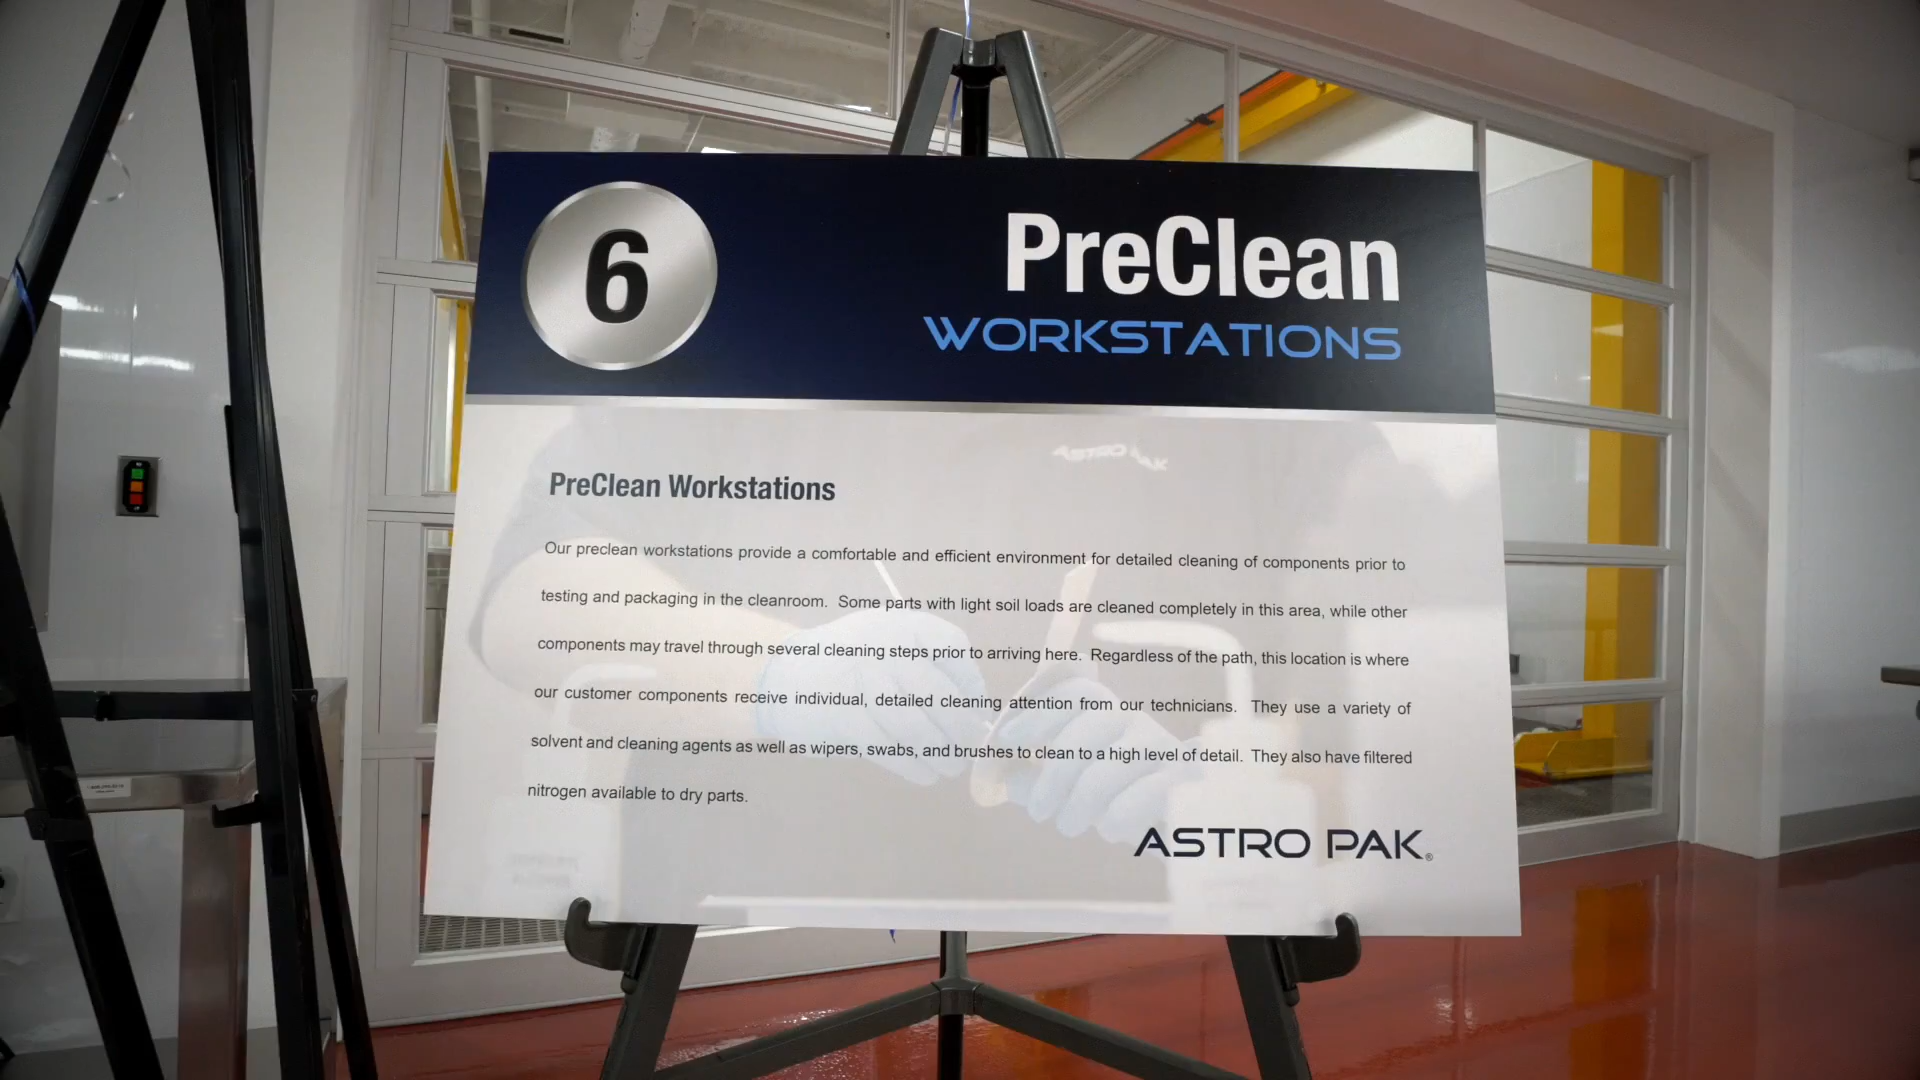 6
PreClean
WORKSTATIONS
ASTRO PAK
PreClean Workstations
Our preclean workstations provide a comfortable and efficient environment for detailed cleaning of components prior to
testing and packaging in the cleanroom. Some parts with light soil loads are cleaned completely in this area, while other
components may travel through several cleaning steps prior to arriving here. Regardless of the path, this location is where
our customer components receive individual, detailed cleaning attention from our technicians. They use a variety of
solvent and cleaning agents as well as wipers, swabs, and brushes to clean to a high level of detail. They also have filtered
nitrogen available to dry parts.
ASTRO PAK®